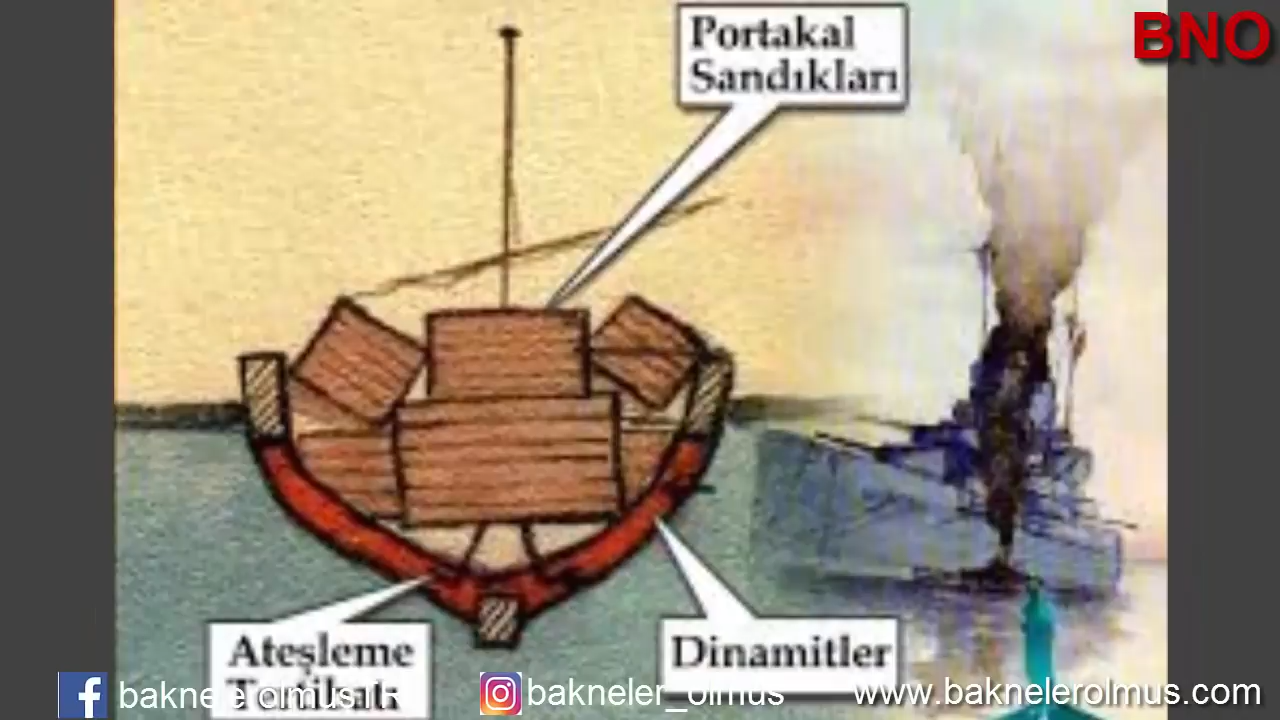 Portakal
Sandıkları
BNO
Ateşleme
Dinamitler
bakneler_olmus
www.baknelerolmus.com